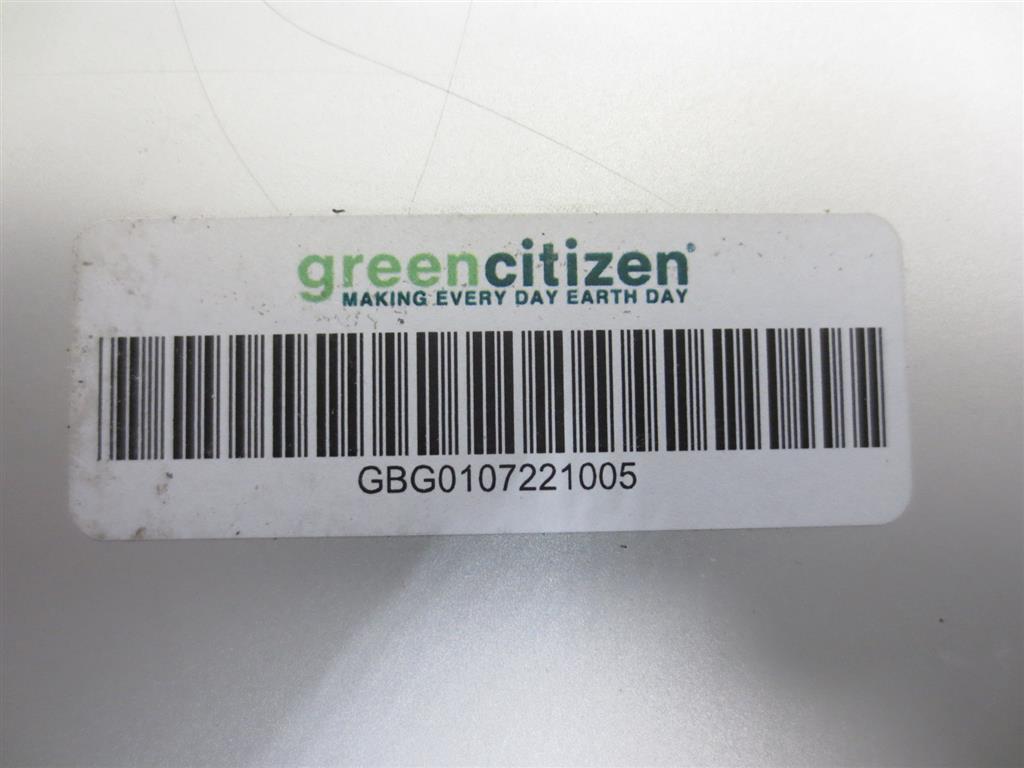 greencitizen®
MAKING EVERY DAY EARTH DAY
GBG0107221005